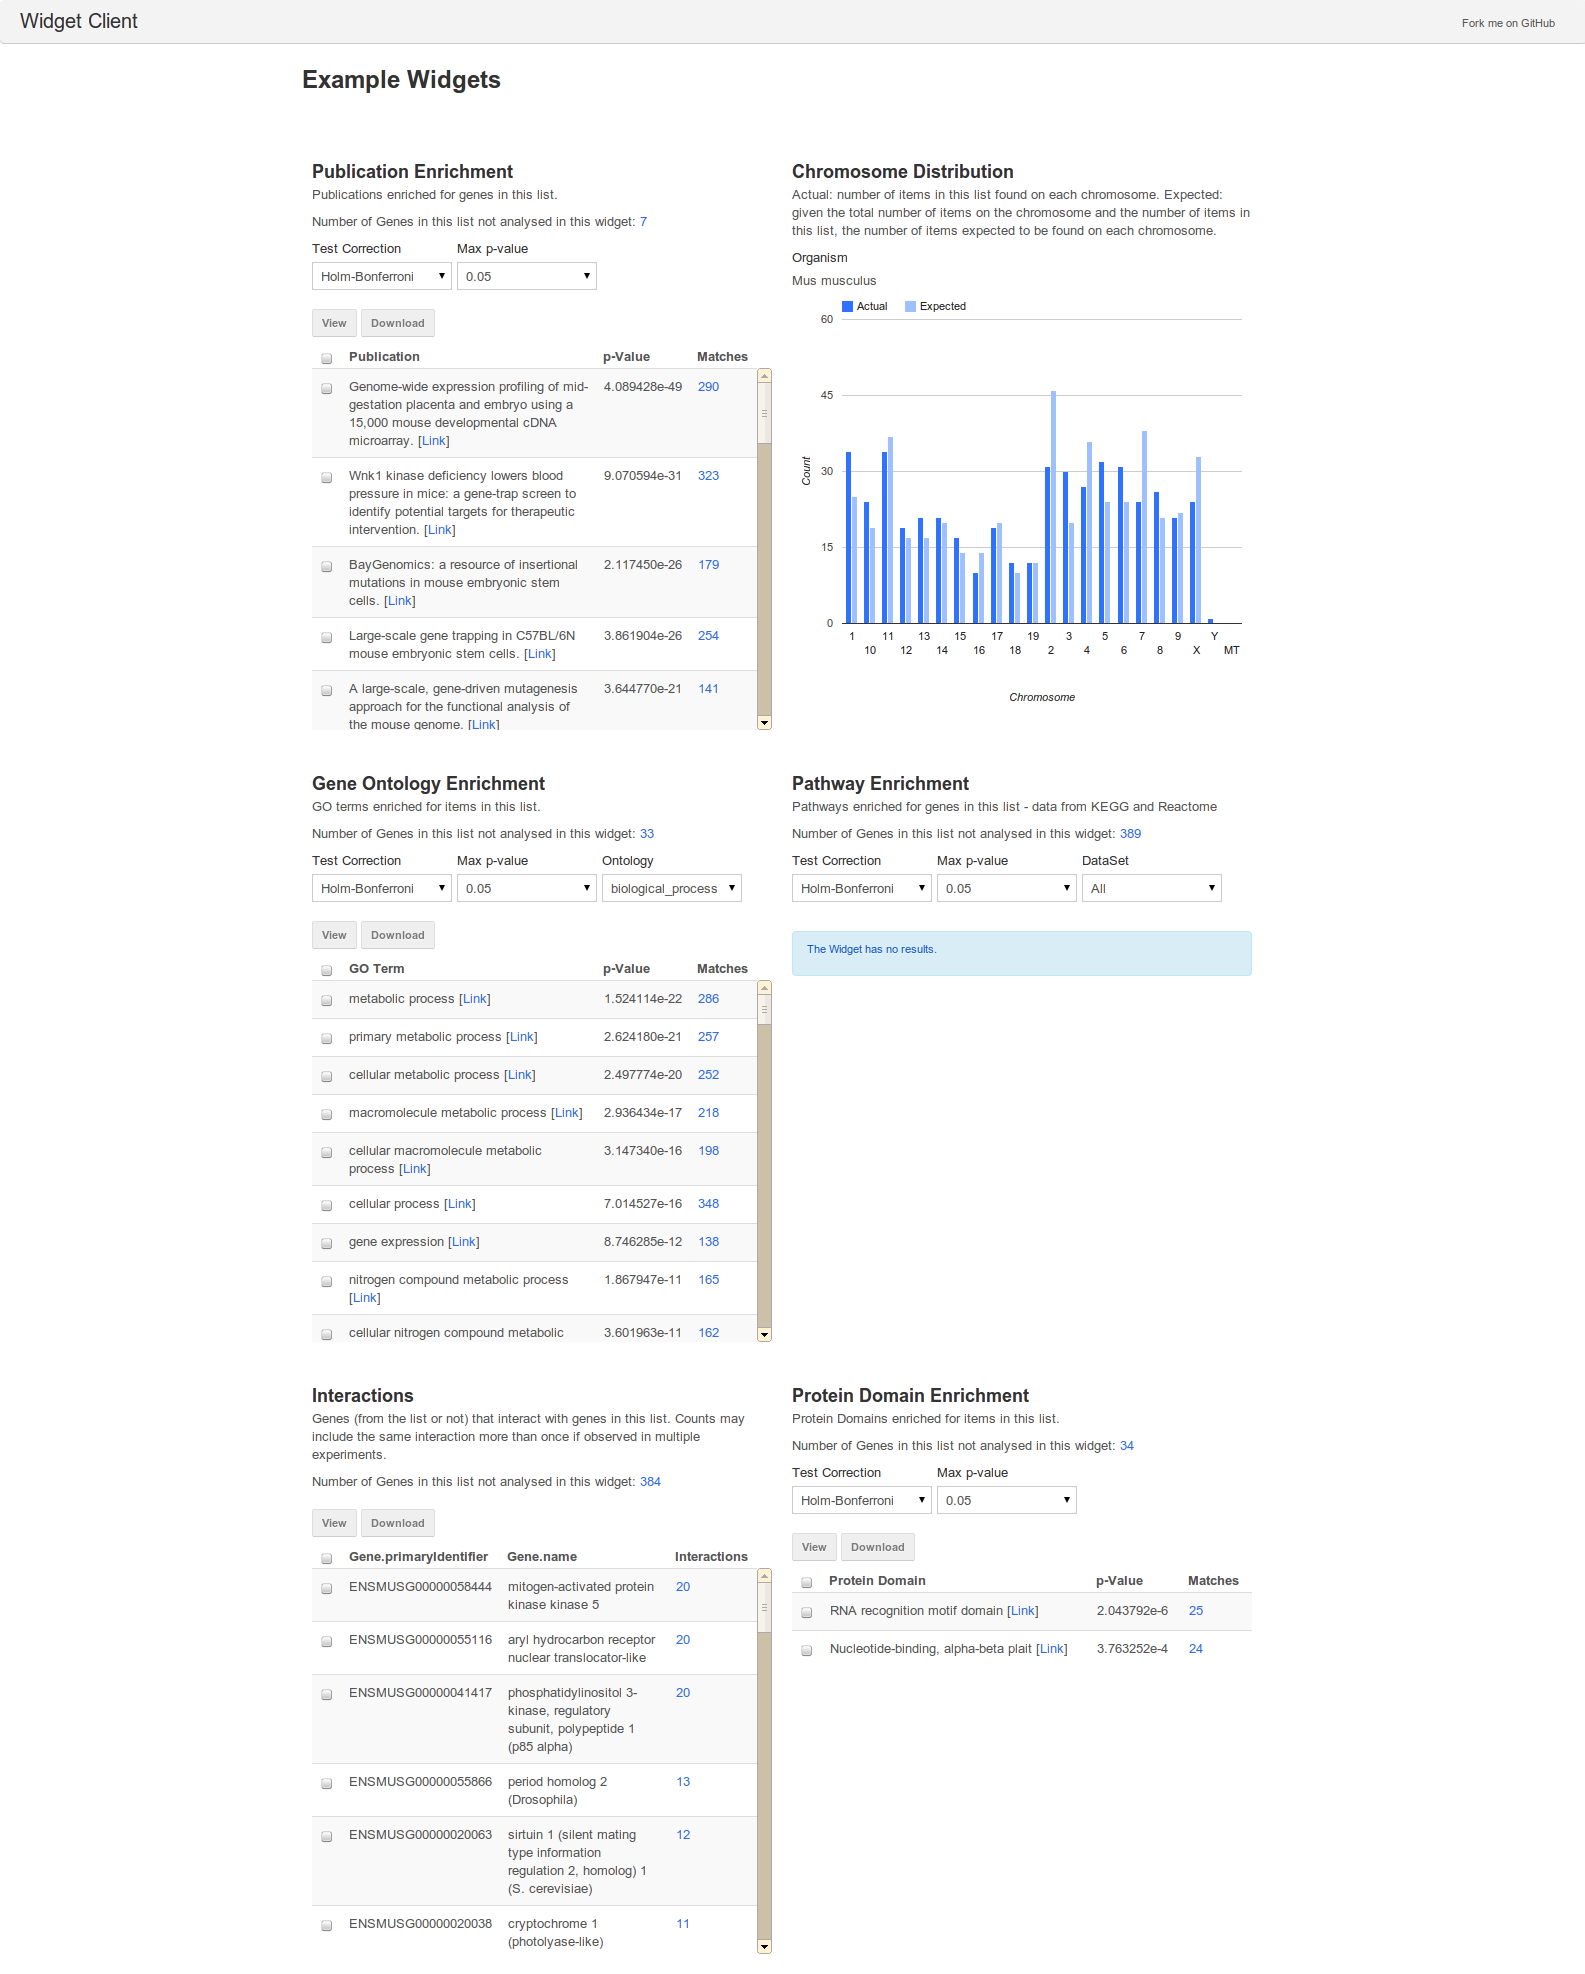 Widget Client
Fork me on GitHub
Example Widgets
Publication Enrichment
Publications enriched for genes in this list.
Number of Genes in this list not analysed in this widget: 7
Test Correction Max p-value
Holm-Bonferroni 0.05
View Download
Publication p-Value Matches
Genome-wide expression profiling of mid- 4.089428e-49 290
gestation placenta and embryo using a
15,000 mouse developmental cDNA
microarray. [Link]
Wnk1 kinase deficiency lowers blood 9.070594e-31 323
pressure in mice: a gene-trap screen to
identify potential targets for therapeutic
intervention. [Link]
BayGenomics: a resource of insertional 2.117450e-26 179
mutations in mouse embryonic stem
cells. [Link]
Large-scale gene trapping in C57BL/6N 3.861904e-26 254
mouse embryonic stem cells. [Link]
A large-scale, gene-driven mutagenesis 3.644770e-21 141
approach for the functional analysis of
the mouse genome. [Link]
Chromosome Distribution
Actual: number of items in this list found on each chromosome. Expected:
given the total number of items on the chromosome and the number of items in
this list, the number of items expected to be found on each chromosome.
Organism
Mus musculus
Actual Expected
60
45
30
15
0
Count
1 11 13 15 17 19 3 5 7 9 Y
10 12 14 16 18 2 4 6 8 X MT
Chromosome
Gene Ontology Enrichment
GO terms enriched for items in this list.
Number of Genes in this list not analysed in this widget: 33
Test Correction Max p-value Ontology
Holm-Bonferroni 0.05 biological_process
View Download
GO Term p-Value Matches
metabolic process [Link] 1.524114e-22 286
primary metabolic process [Link] 2.624180e-21 257
cellular metabolic process [Link] 2.497774e-20 252
macromolecule metabolic process [Link] 2.936434e-17 218
cellular macromolecule metabolic 3.147340e-16 198
process [Link]
cellular process [Link] 7.014527e-16 348
gene expression [Link] 8.746285e-12 138
nitrogen compound metabolic process 1.867947e-11 165
[Link]
cellular nitrogen compound metabolic 3.601963e-11 162
Pathway Enrichment
Pathways enriched for genes in this list - data from KEGG and Reactome
Number of Genes in this list not analysed in this widget: 389
Test Correction Max p-value DataSet
Holm-Bonferroni 0.05 All
The Widget has no results.
Interactions
Genes (from the list or not) that interact with genes in this list. Counts may
include the same interaction more than once if observed in multiple
experiments.
Number of Genes in this list not analysed in this widget: 384
View Download
Gene.primaryIdentifier Gene.name Interactions
ENSMUSG00000058444 mitogen-activated protein 20
kinase kinase 5
ENSMUSG00000055116 aryl hydrocarbon receptor 20
nuclear translocator-like
ENSMUSG00000041417 phosphatidylinositol 3- 20
kinase, regulatory
subunit, polypeptide 1
(p85 alpha)
ENSMUSG00000055866 period homolog 2 13
(Drosophila)
ENSMUSG00000020063 sirtuin 1 (silent mating 12
type information
regulation 2, homolog) 1
(S. cerevisiae)
ENSMUSG00000020038 cryptochrome 1 11
(photolyase-like)
Protein Domain Enrichment
Protein Domains enriched for items in this list.
Number of Genes in this list not analysed in this widget: 34
Test Correction Max p-value
Holm-Bonferroni 0.05
View Download
Protein Domain p-Value Matches
RNA recognition motif domain [Link] 2.043792e-6 25
Nucleotide-binding, alpha-beta plait [Link] 3.763252e-4 24